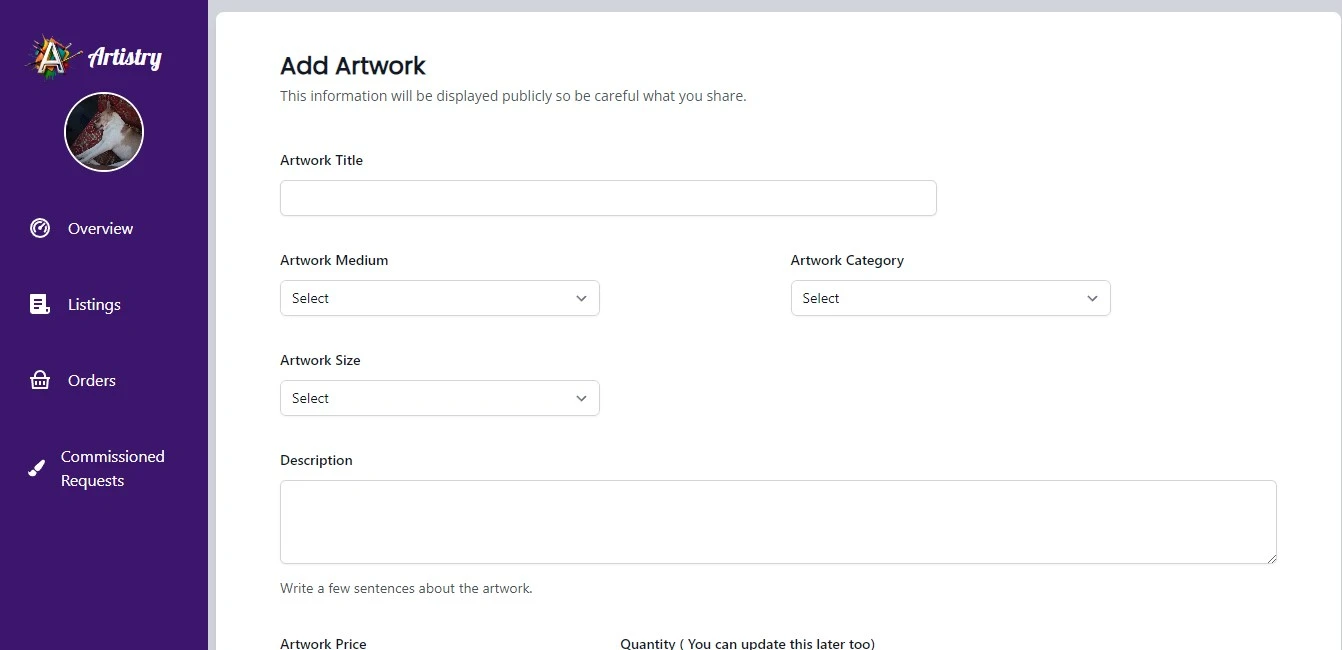 Artistry
Overview
Listings
Orders
Commissioned
Requests
Add Artwork
This information will be displayed publicly so be careful what you share.
Artwork Title
Artwork Medium
Artwork Category
Select
Select
Artwork Size
Select
Description
Write a few sentences about the artwork.
Artwork Price
Quantity ( You can update this later too)